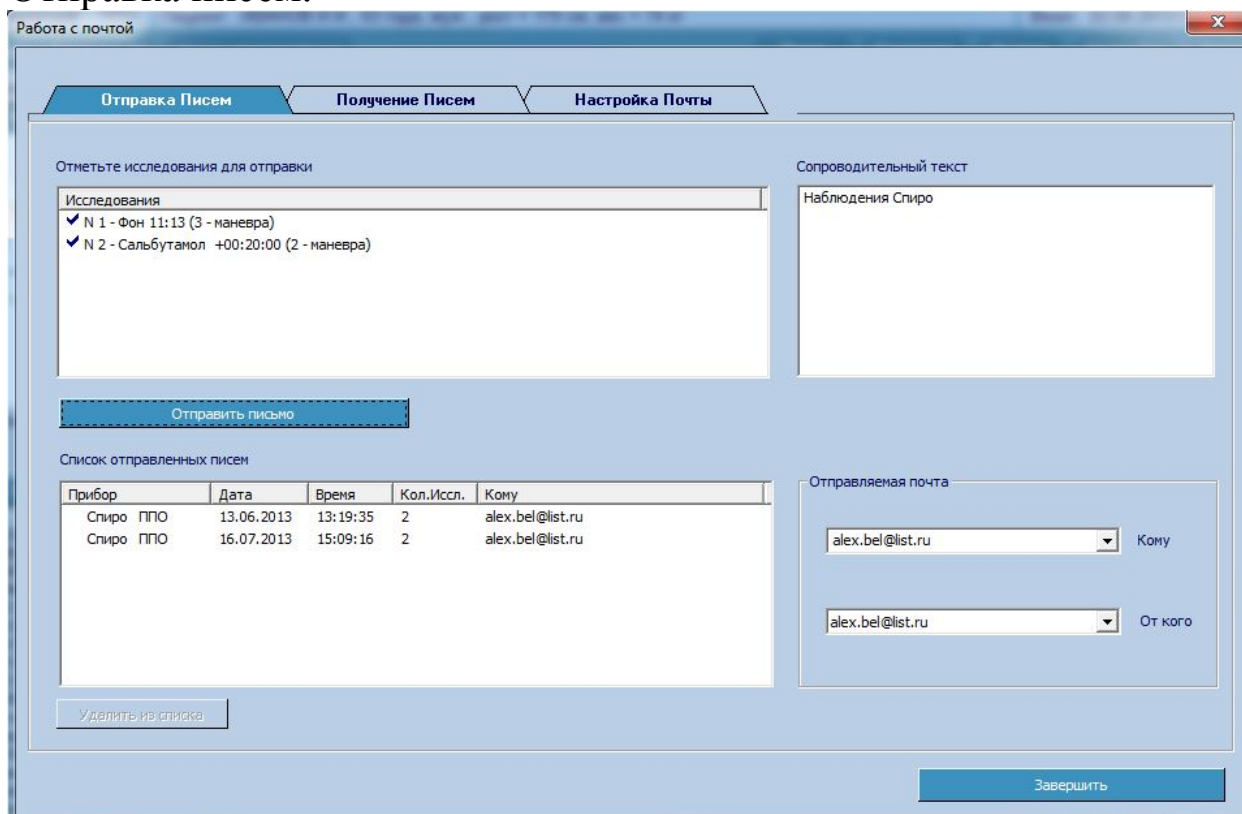 Отправка писем.
Работа с почтой
Отправка Писем
Получение Писем
Настройка Почты
Отметьте исследования для отправки
Исследования
N 1 - Фон 11:13 (3 - маневра)
N 2 - Сальбутамол +00:20:00 (2 - маневра)
Сопроводительный текст
Наблюдения Спиро
Отправить письмо
Список отправленных писем
Прибор Дата Время Кол.Иссл. Кому
Спиро ППО 13.06.2013 13:19:35 2 alex.bel@list.ru
Спиро ППО 16.07.2013 15:09:16 2 alex.bel@list.ru
Удалить из списка
Отправляемая почта
alex.bel@list.ru Кому
alex.bel@list.ru От кого
Завершить